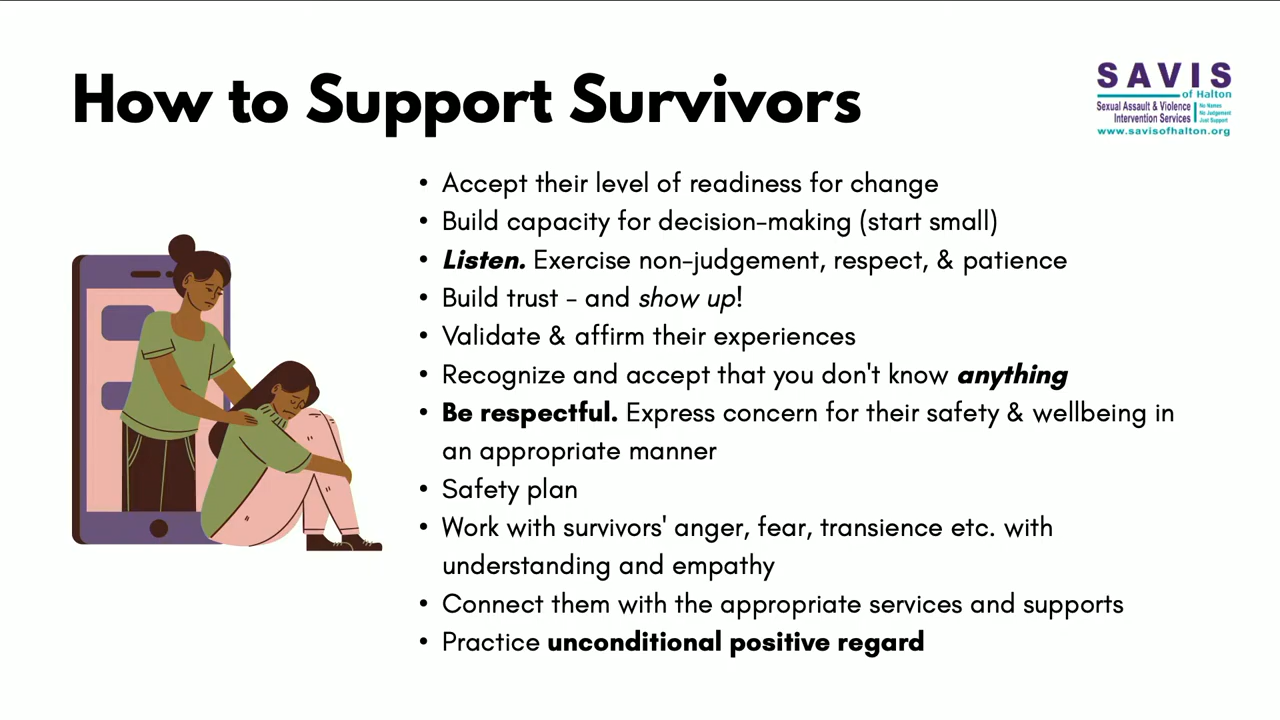 How to Support Survivors
SAVIS
of Halton
Sexual Assault & Violence
Intervention Services
No Names
No Judgement
Just Support
www.savisofhalton.org
• Accept their level of readiness for change
• Build capacity for decision-making (start small)
• Listen. Exercise non-judgement, respect, & patience
• Build trust - and show up!
• Validate & affirm their experiences
• Recognize and accept that you don't know anything
• Be respectful. Express concern for their safety & wellbeing in
an appropriate manner
• Safety plan
• Work with survivors' anger, fear, transience etc. with
understanding and empathy
• Connect them with the appropriate services and supports
• Practice unconditional positive regard